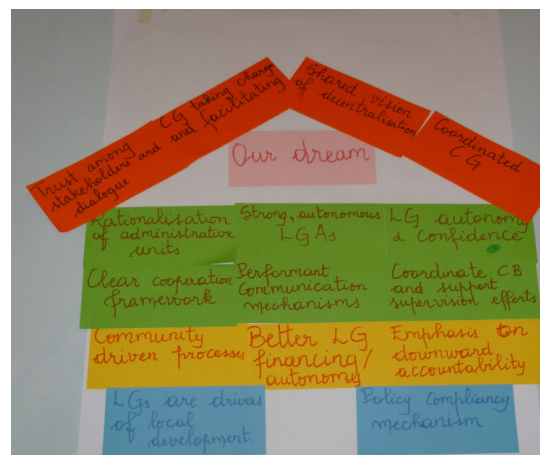 Trust among
stakeholders and
dialogue
CG taking charge
and facilitating
Shared vision
of decentralisation
Coordinated
CG
Our dream
Rationalisation
of administrative
units
Strong, autonomous
LGAs
LG autonomy
& confidence
Clear cooperation
framework
Performant
Communication
mechanisms
Coordinate CB
and support
supervision efforts
Community
driven processes
Better LG
financing/
autonomy
Emphasis on
downward
accountability
LGs are
of local
development.
Policy compliancy
mechanism